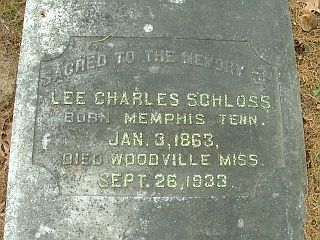 SACRED TO THE MEMORY OF
LEE CHARLES SCHLOSS
BORN MEMPHIS TENN.
JAN. 3, 1863,
DIED WOODVILLE MISS.
SEPT. 26, 1933.